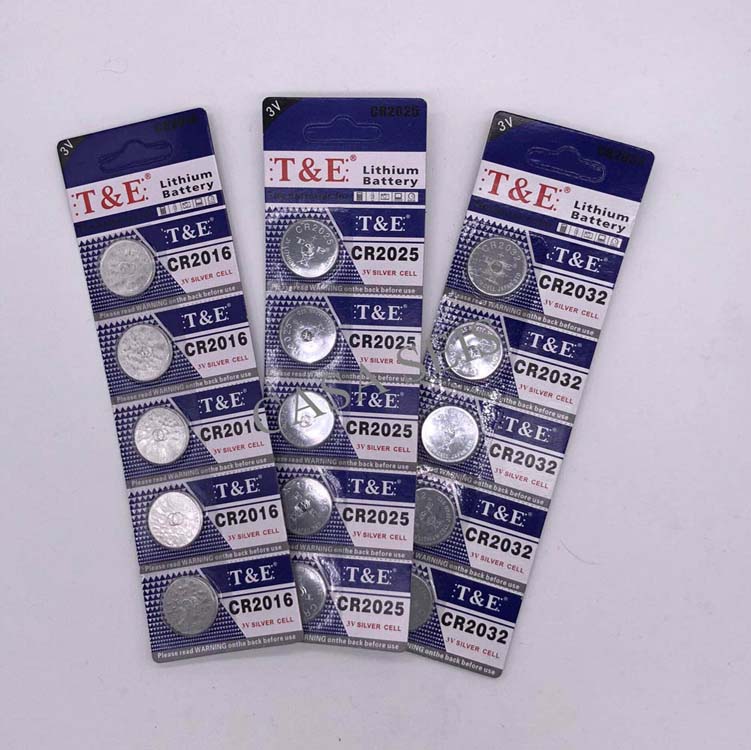 3V
T&E®
Lithium
Battery
T&E®
CR2016
3V SILVER CELL
Please read WARNING on the back before use
T&E®
CR2016
3V SILVER CELL
Please read WARNING on the back before use
T&E®
CR2016
3V SILVER CELL
Please read WARNING on the back before use
T&E®
CR2016
3V SILVER CELL
Please read WARNING on the back before use
T&E®
CR2016
3V SILVER CELL
Please read WARNING on the back before use
3V
CR2025
T&E®
Lithium
Battery
CR2025
T&E®
CR2025
3V SILVER CELL
Please read WARNING on the back before use
T&E®
CR2025
3V SILVER CELL
Please read WARNING on the back before use
T&E®
CR2025
3V SILVER CELL
Please read WARNING on the back before use
T&E®
CR2025
3V SILVER CELL
Please read WARNING on the back before use
T&E®
CR2025
3V SILVER CELL
Please read WARNING on the back before use
3V
T&E®
Lithium
Battery
CR2032
T&E®
CR2032
3V SILVER CELL
Please read WARNING on the back before use
T&E®
CR2032
3V SILVER CELL
Please read WARNING on the back before use
T&E®
CR2032
3V SILVER CELL
Please read WARNING on the back before use
T&E®
CR2032
3V SILVER CELL
WARNING on the back before use
T&E®
CR2032
3V SILVER CELL
WARNING on the back before use